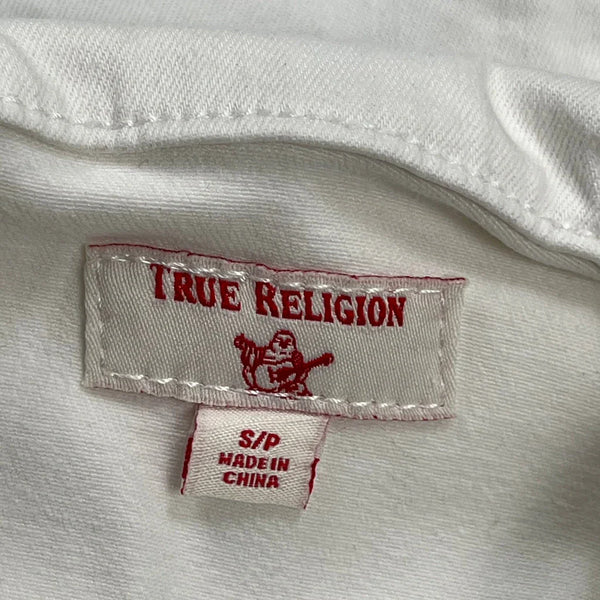 TRUE RELIGION
S/P
MADE IN
CHINA